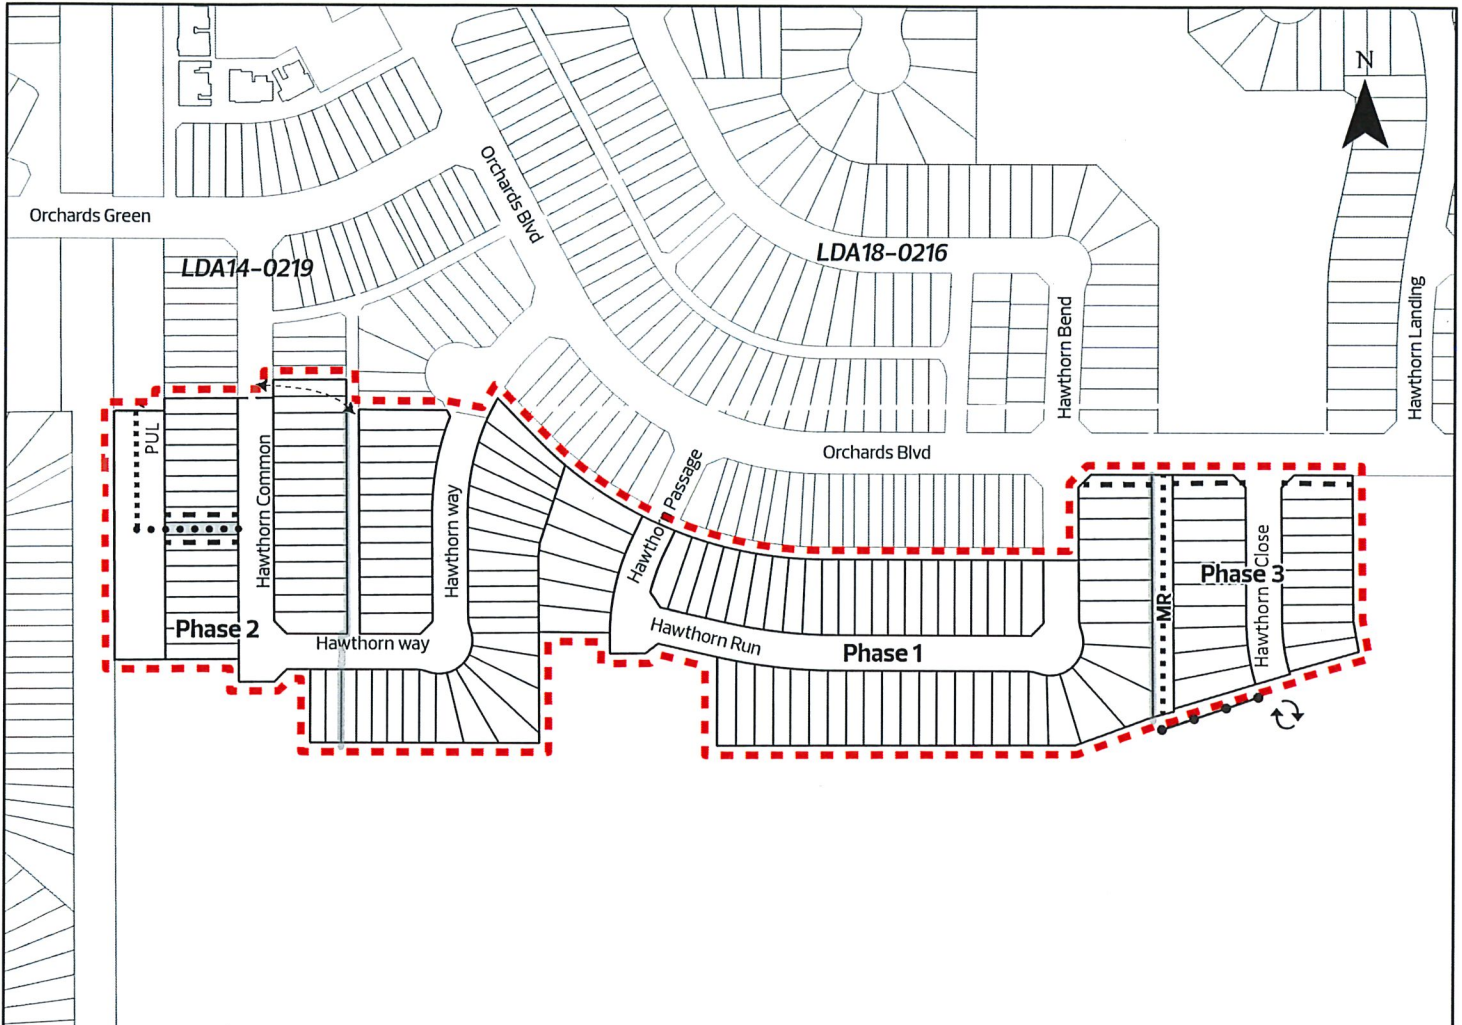 N
Orchards Blvd
Orchards Green
LDA14-0219
LDA18-0216
Hawthorn Bend
Hawthorn Landing
PUL
Hawthorn Common
Hawthorn way
Hawthorn Passage
Orchards Blvd
Phase 3
Hawthorn Close
MR
Phase 2
Hawthorn way
Hawthorn Run
Phase 1